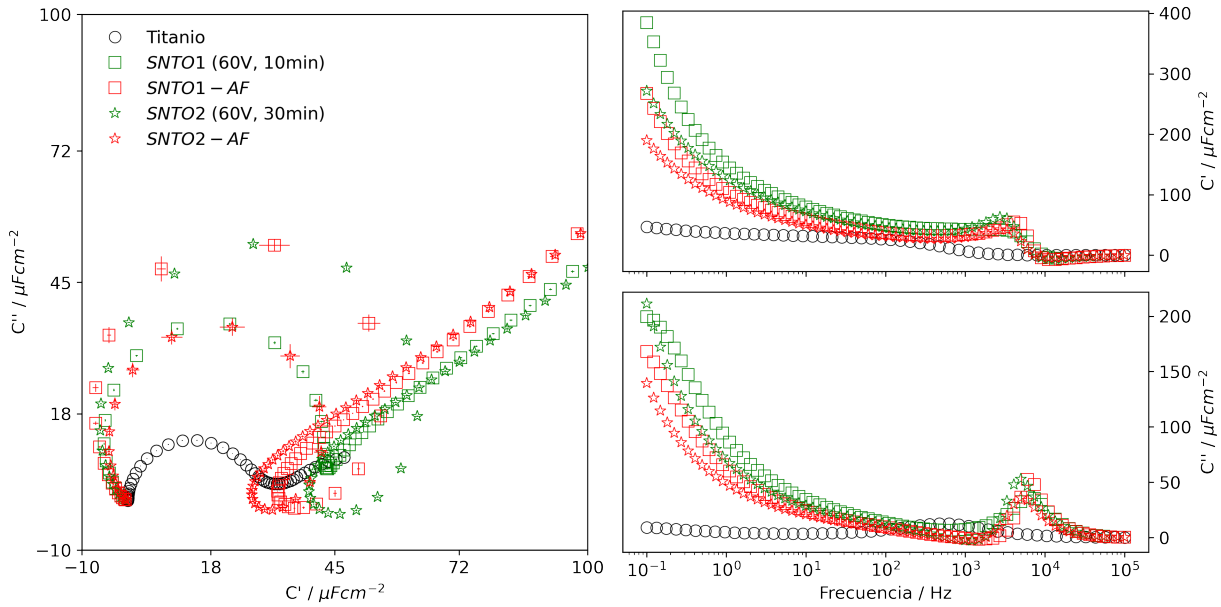 100
72
45
18
−10
C'' / μFcm⁻²
−10
18
45
72
100
C' / μFcm⁻²
Titanio
SNTO1 (60V, 10min)
SNTO1 − AF
SNTO2 (60V, 30min)
SNTO2 − AF
400
300
200
100
0
C' / μFcm⁻²
200
150
100
50
0
C'' / μFcm⁻²
10⁻¹
10⁰
10¹
10²
10³
10⁴
10⁵
Frecuencia / Hz